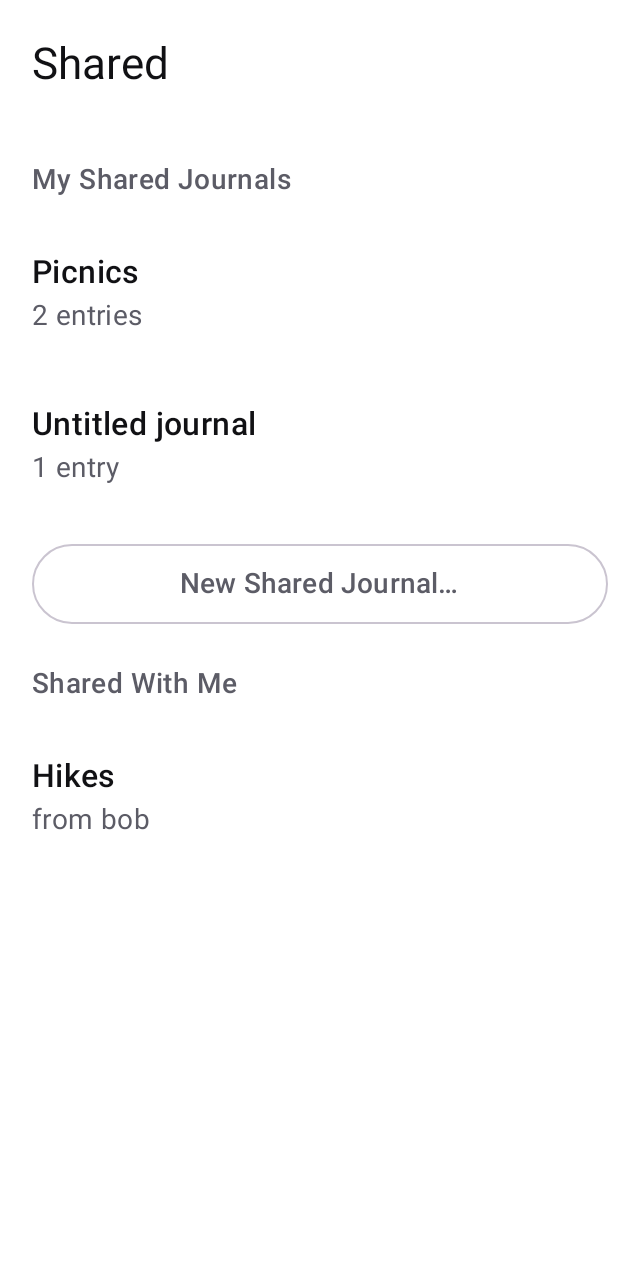 Shared
My Shared Journals
Picnics
2 entries
Untitled journal
1 entry
New Shared Journal…
Shared With Me
Hikes
from bob